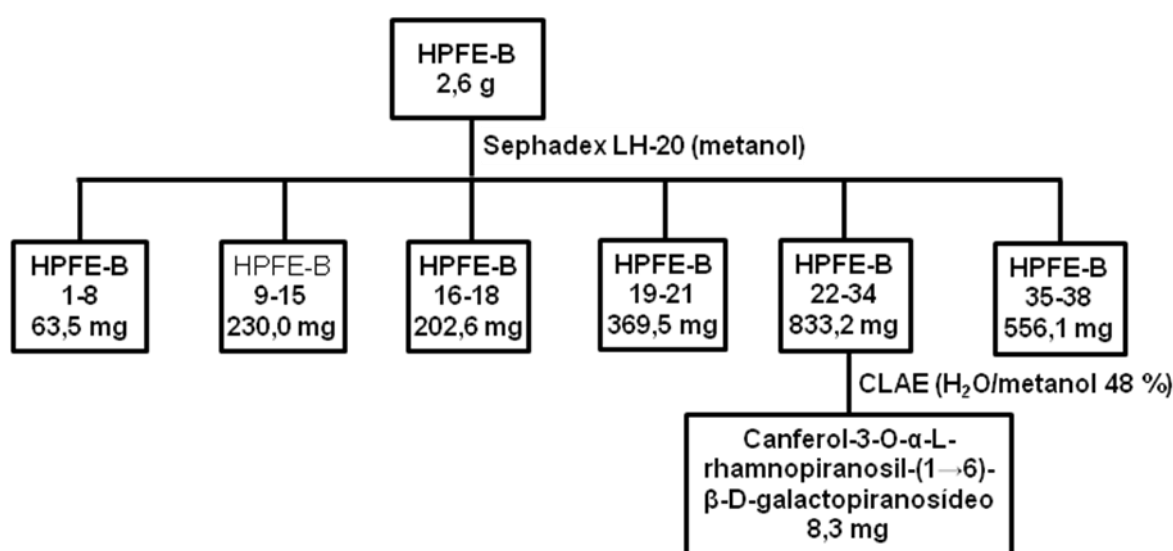 HPFE-B
2,6 g
Sephadex LH-20 (metanol)
HPFE-B
1-8
63,5 mg
HPFE-B
9-15
230,0 mg
HPFE-B
16-18
202,6 mg
HPFE-B
19-21
369,5 mg
HPFE-B
22-34
833,2 mg
HPFE-B
35-38
556,1 mg
CLAE (H₂O/metanol 48 %)
Canferol-3-O-α-L-
rhamnopiranosil-(1→6)-
β-D-galactopiranosídeo
8,3 mg